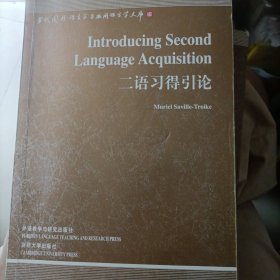 Introducing Second
Language Acquisition
二语习得引论
Muriel Saville-Troike
外语教学与研究出版社
FOREIGN LANGUAGE TEACHING AND RESEARCH PRESS
剑桥大学出版社
CAMBRIDGE UNIVERSITY PRESS